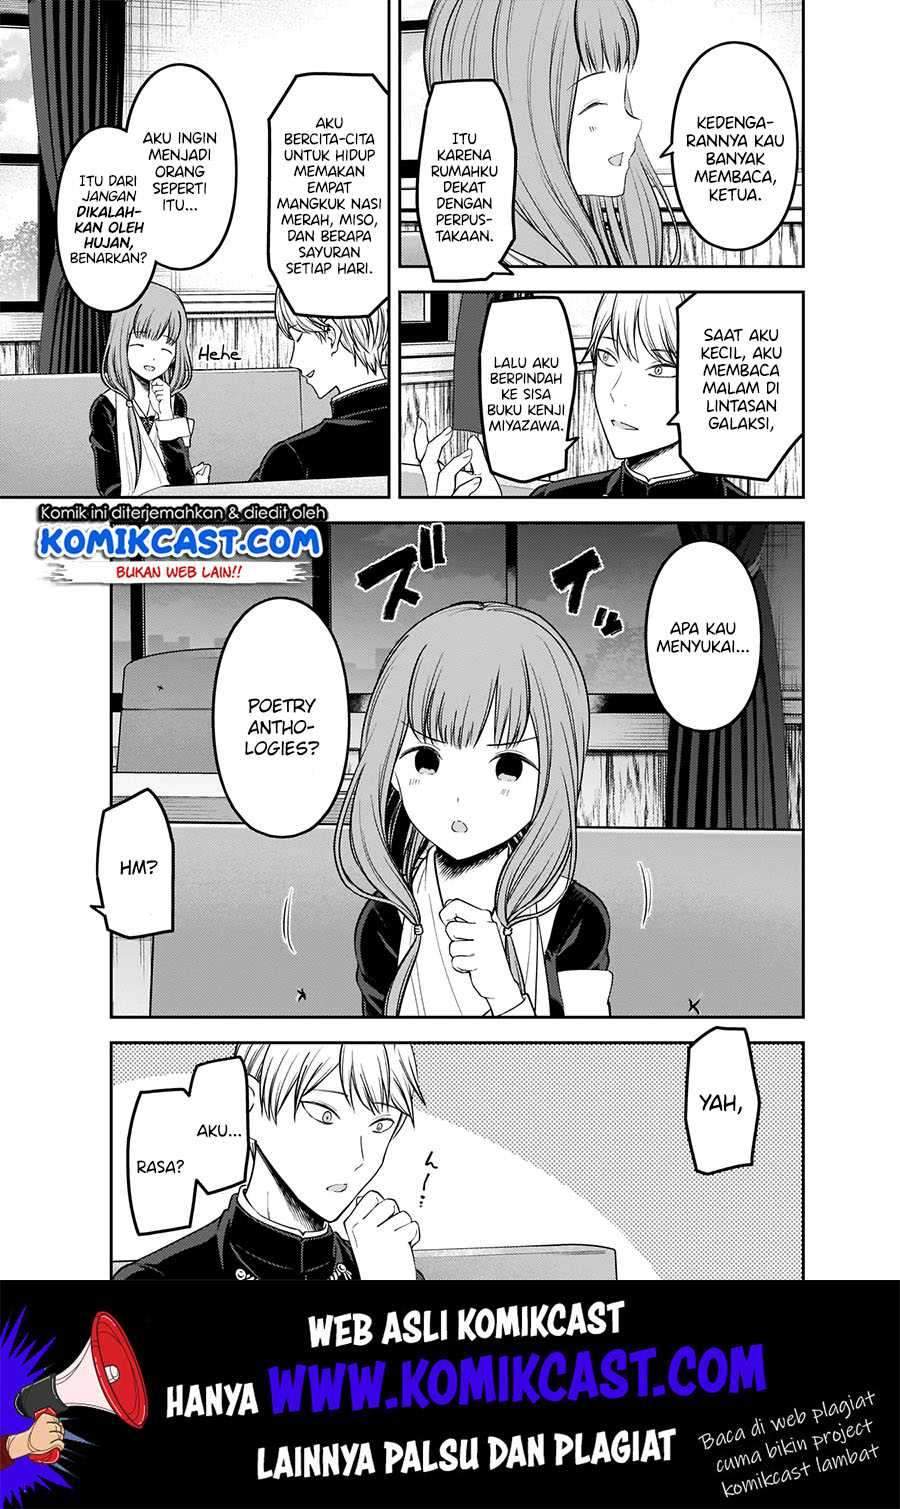 KEDENGA-
RANNYA KAU
BANYAK
MEMBACA,
KETUA.
ITU
KARENA
RUMAHKU
DEKAT
DENGAN
PERPUS-
TAKAAN.
SAAT AKU
KECIL, AKU
MEMBACA
MALAM DI
LINTASAN
GALAKSI,
LALU AKU
BERPINDAH
KE SISA
BUKU KENJI
MIYAZAWA.
AKU
BERCITA-CITA
UNTUK HIDUP
MEMAKAN
EMPAT
MANGKUK NASI
MERAH, MISO,
DAN BERAPA
SAYURAN
SETIAP HARI.
AKU INGIN
MENJADI
ORANG
SEPERTI
ITU...
ITU DARI
JANGAN
DIKALAH-
KAN OLEH
HUJAN,
BENARKAN?
Hehe
Komik ini diterjemahkan & diedit oleh
KOMIKCAST.COM
BUKAN WEB LAIN!!
APA KAU
MENYUKAI...
ズイッ
POETRY
ANTHO-
LOGIES?
HM?
YAH,
んー…
AKU...
RASA?
WEB ASLI KOMIKCAST
HANYA WWW.KOMIKCAST.COM
LAINNYA PALSU DAN PLAGIAT
Baca di web plagiat
cuma bikin project
komikcast lambat